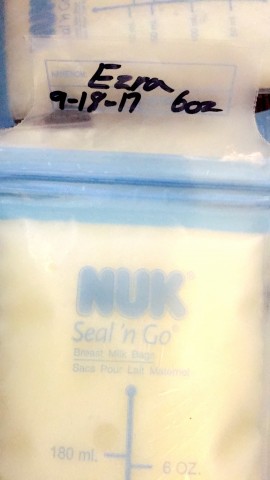 Ezra
9-18-17 6oz
NUK®
Seal 'n Go®
Breast Milk Bags
Sacs Pour Lait Maternel
180 ml.
6 OZ.